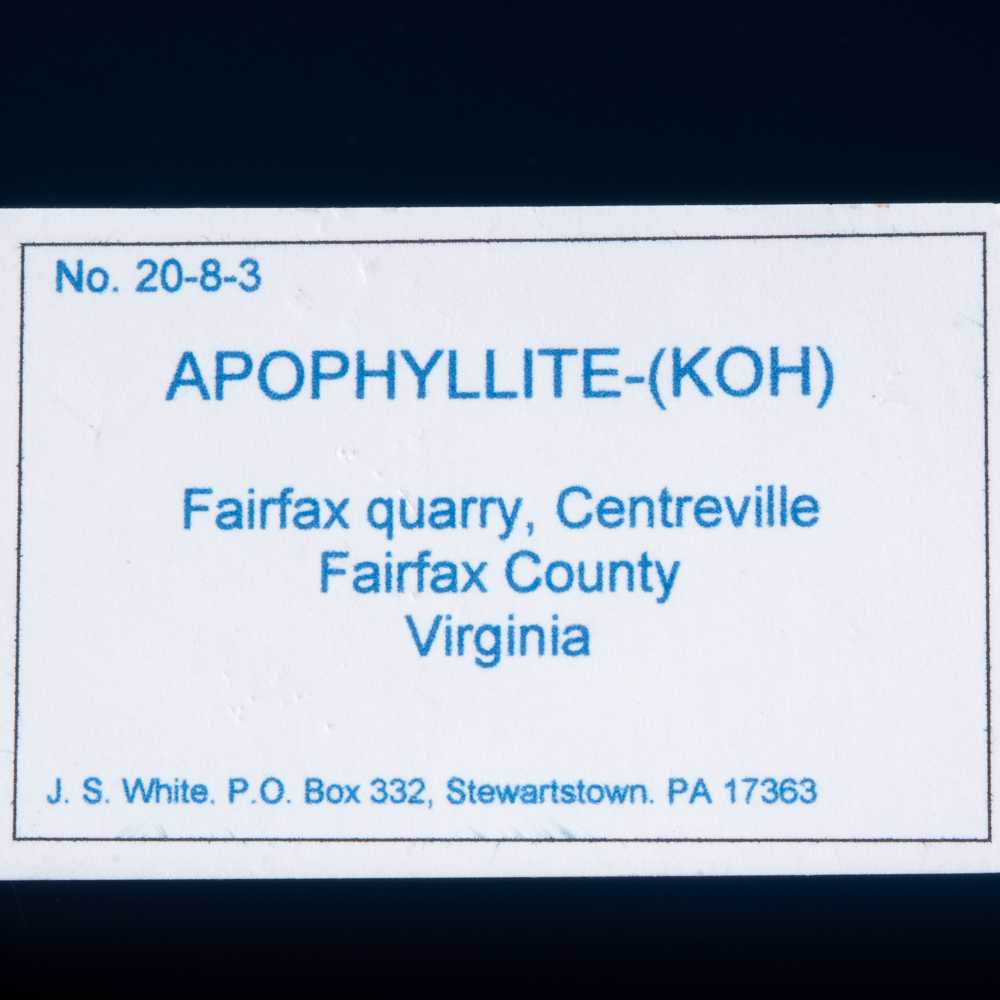 No. 20-8-3
APOPHYLLITE-(KOH)
Fairfax quarry, Centreville
Fairfax County
Virginia
J. S. White. P.O. Box 332, Stewartstown. PA 17363